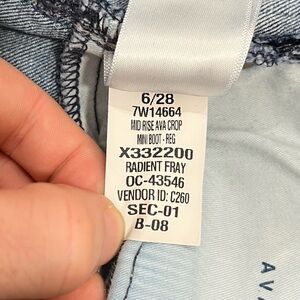 6/28
7W14664
MID RISE AVA CROP
MINI BOOT - REG
X332200
RADIENT FRAY
OC-43546
VENDOR ID: C260
SEC-01
B-08
A V